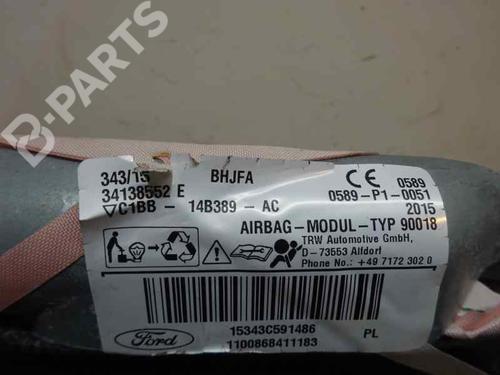 B-PARTS
343/15 BHJFA
34138552 E
C1BB - 14B389 - AC
0589
0589-P1-0051
2015
AIRBAG-MODUL-TYP 90018
TRW Automotive GmbH,
D-73553 Alfdorf
Phone No.: +49 7172 302 0
Ford
15343C591486 PL
1100868411183